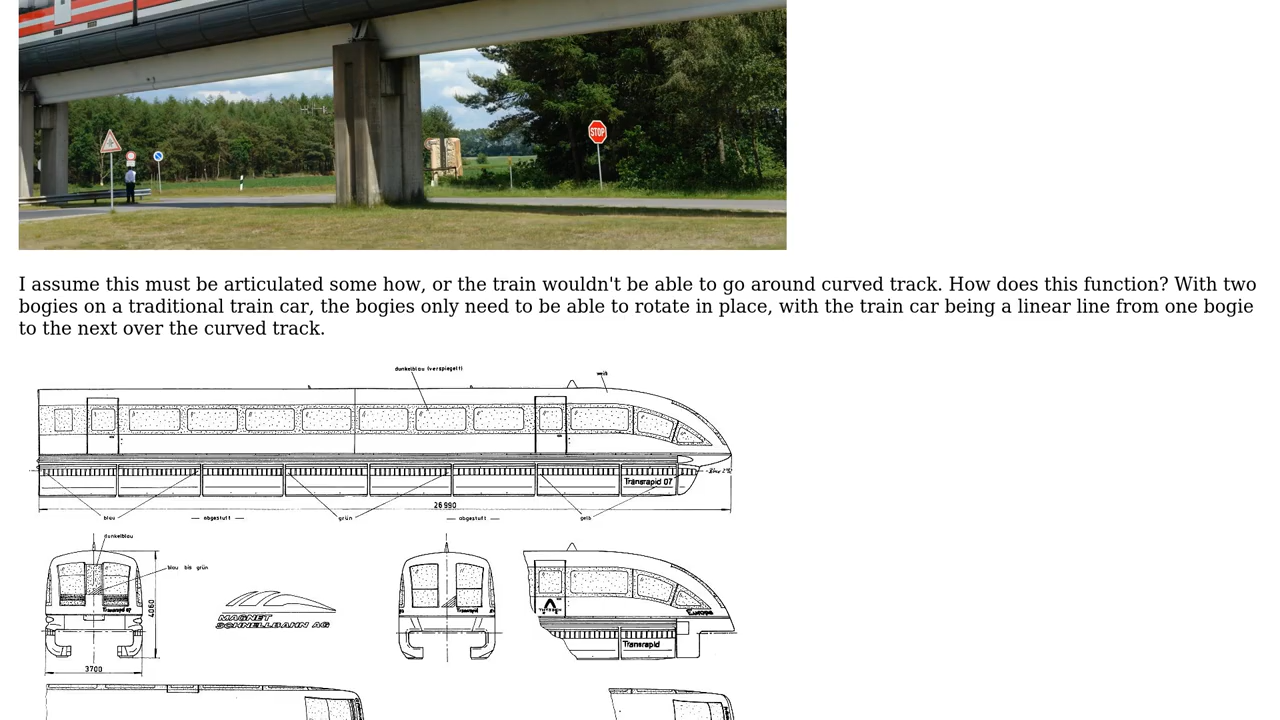 STOP
I assume this must be articulated some how, or the train wouldn't be able to go around curved track. How does this function? With two
bogies on a traditional train car, the bogies only need to be able to rotate in place, with the train car being a linear line from one bogie
to the next over the curved track.
dunkelblau (verspiegelt)
weiß
Transrapid 07
26 990
blau
abgestuft
grün
abgestuft
gelb
dunkelblau
blau bis grün
Transrapid
4060
MAGNET
SCHNELLBAHN AG
Transrapid
Europa
Transrapid
3700